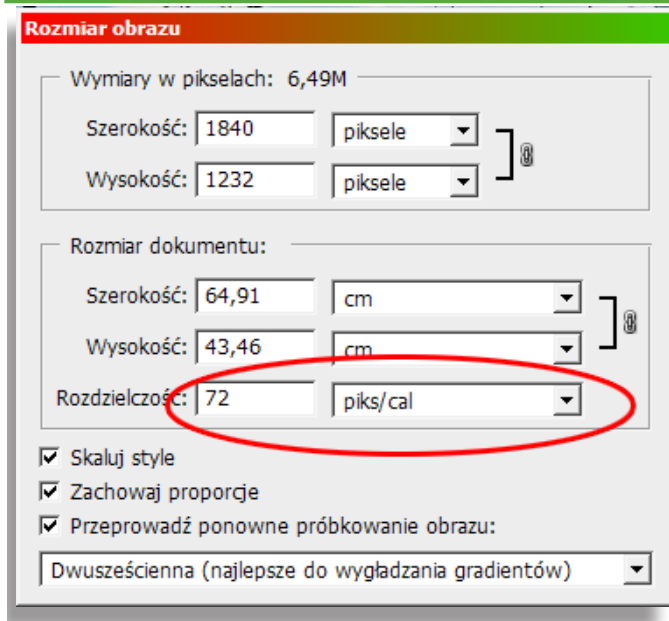 Rozmiar obrazu
Wymiary w pikselach: 6,49M
Szerokość: 1840 piksele
Wysokość: 1232 piksele
Rozmiar dokumentu:
Szerokość: 64,91 cm
Wysokość: 43,46 cm
Rozdzielczość: 72 piks/cal
Skaluj style
Zachowaj proporcje
Przeprowadź ponowne próbkowanie obrazu:
Dwusześcienna (najlepsze do wygładzania gradientów)